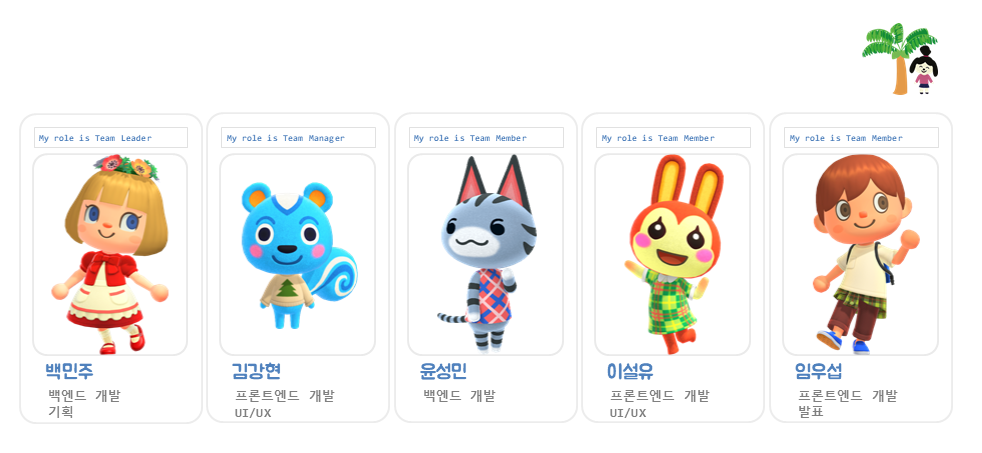 My role is Team Leader
백민주
백엔드 개발
기획
My role is Team Manager
김강현
프론트엔드 개발
UI/UX
My role is Team Member
윤성민
백엔드 개발
My role is Team Member
이설유
프론트엔드 개발
UI/UX
My role is Team Member
임우섭
프론트엔드 개발
발표